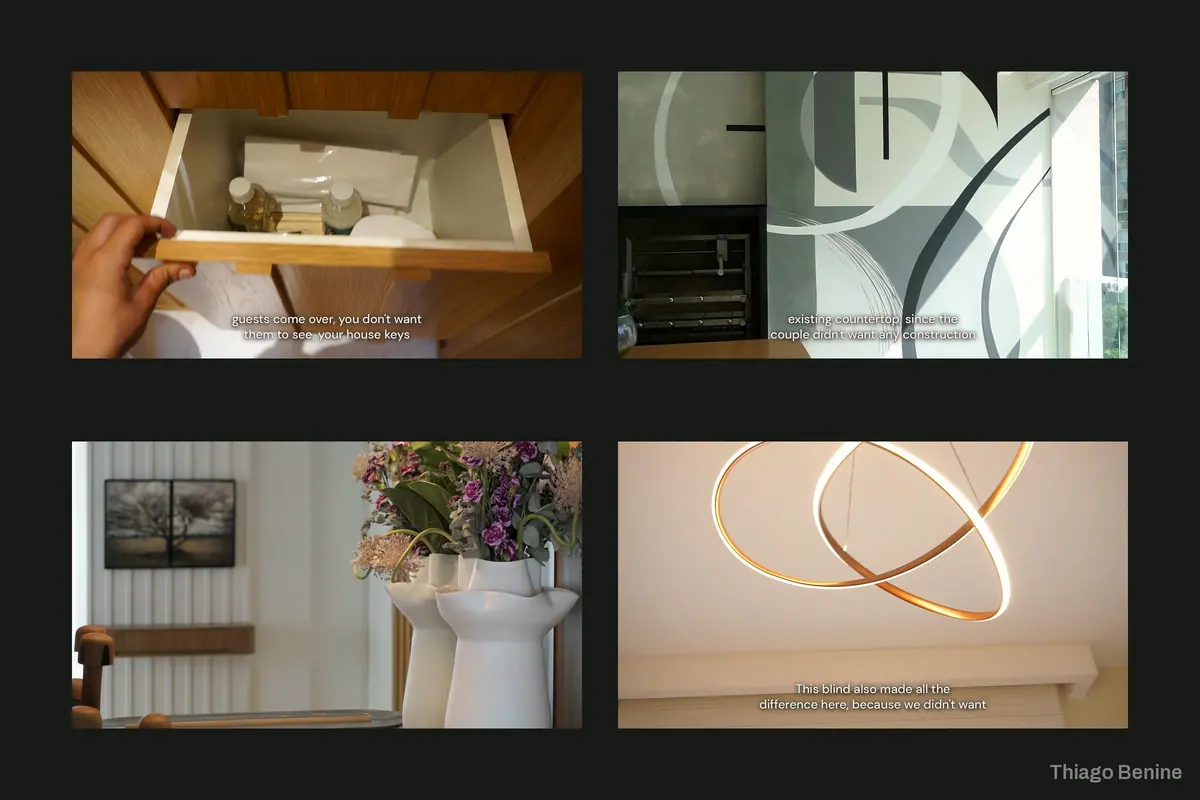 guests come over, you don't want
them to see, your house keys
existing countertop, since the
couple didn't want any construction
This blind also made all the
difference here, because we didn't want
Thiago Benine